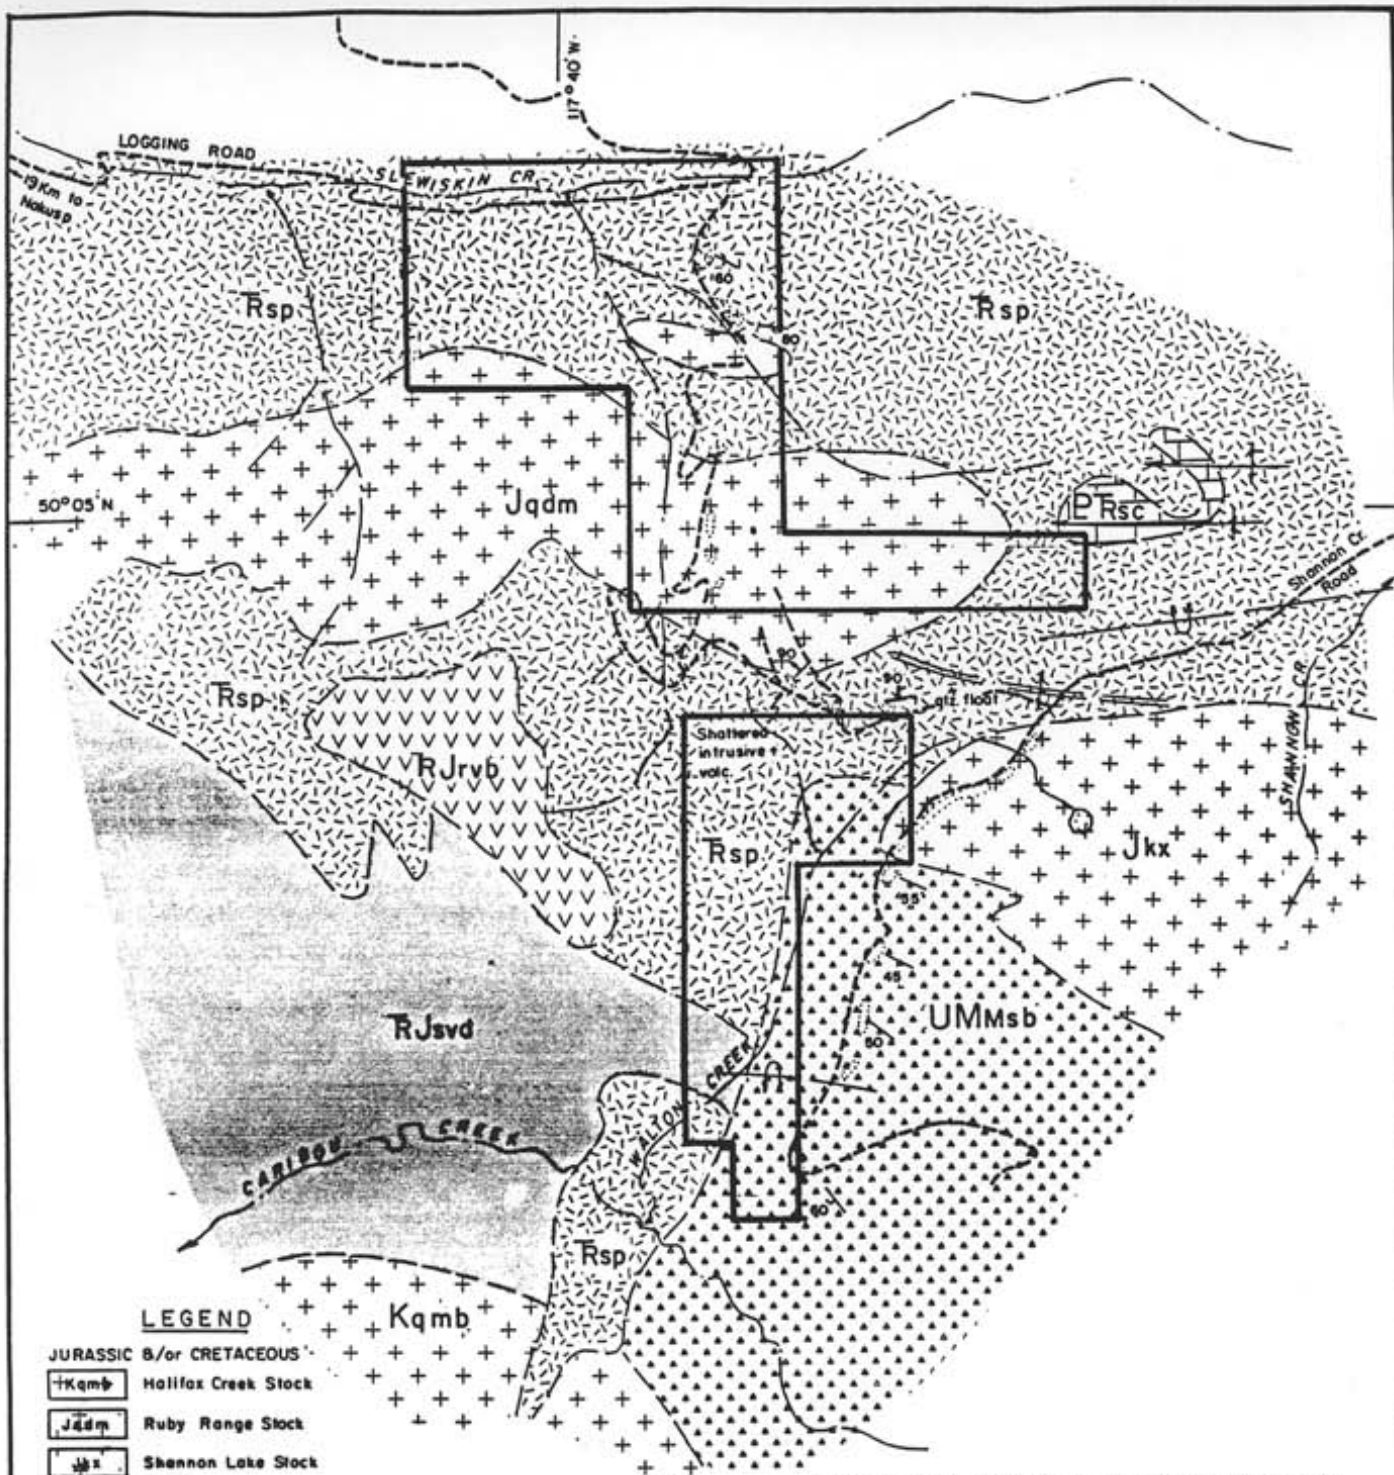 117° 40' W.
LOGGING ROAD
SLEWISKIN CR.
19 Km to
Nakusp
60
T̅Rsp
T̅Rsp
80
50° 05' N
Jqdm
PT̅Rsc
Shannon Cr.
Road
90
90
qtz. float
T̅Rsp
SHANNON CR
Shattered
intrusive +
volc.
T̅RJrvb
T̅Rsp
Jkx
55
45
T̅RJsvd
UMMsb
50
WALTON CREEK
CARIBOU CREEK
60
T̅Rsp
Kqmb
LEGEND
JURASSIC &/or CRETACEOUS
Kqmb Halifax Creek Stock
Jqdm Ruby Range Stock
Jkx Shannon Lake Stock